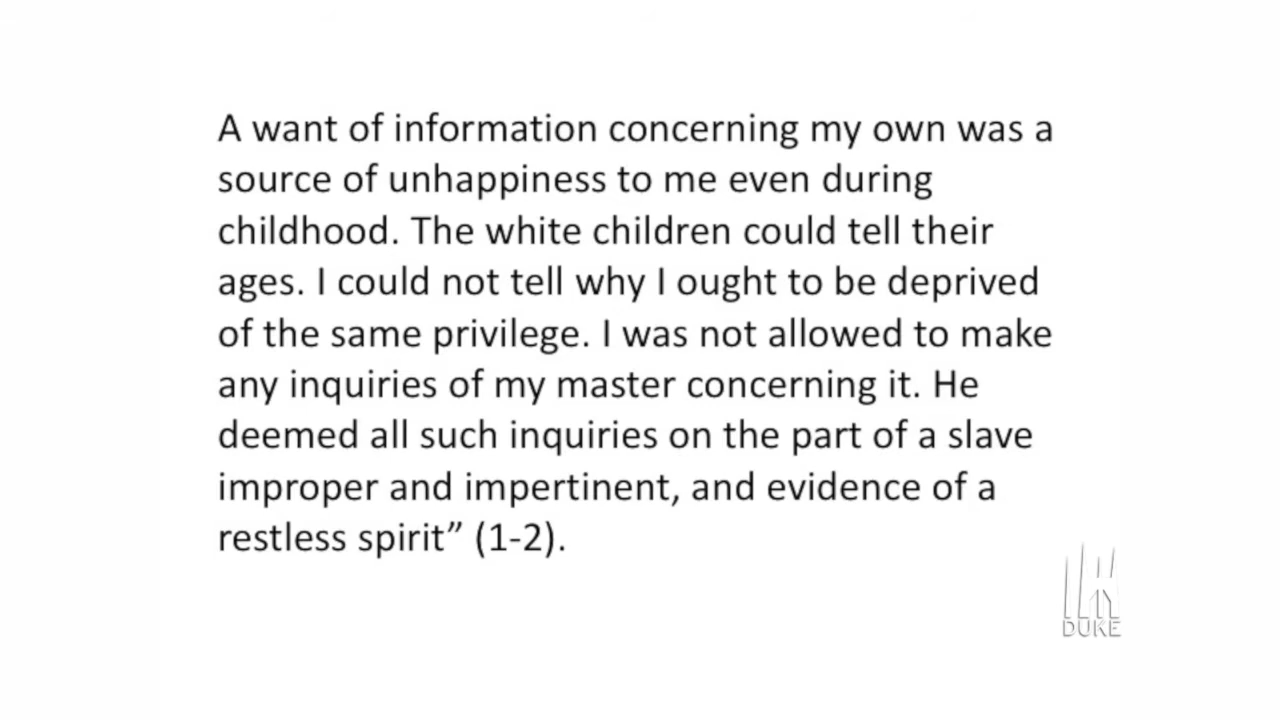 A want of information concerning my own was a
source of unhappiness to me even during
childhood. The white children could tell their
ages. I could not tell why I ought to be deprived
of the same privilege. I was not allowed to make
any inquiries of my master concerning it. He
deemed all such inquiries on the part of a slave
improper and impertinent, and evidence of a
restless spirit” (1-2).
DUKE